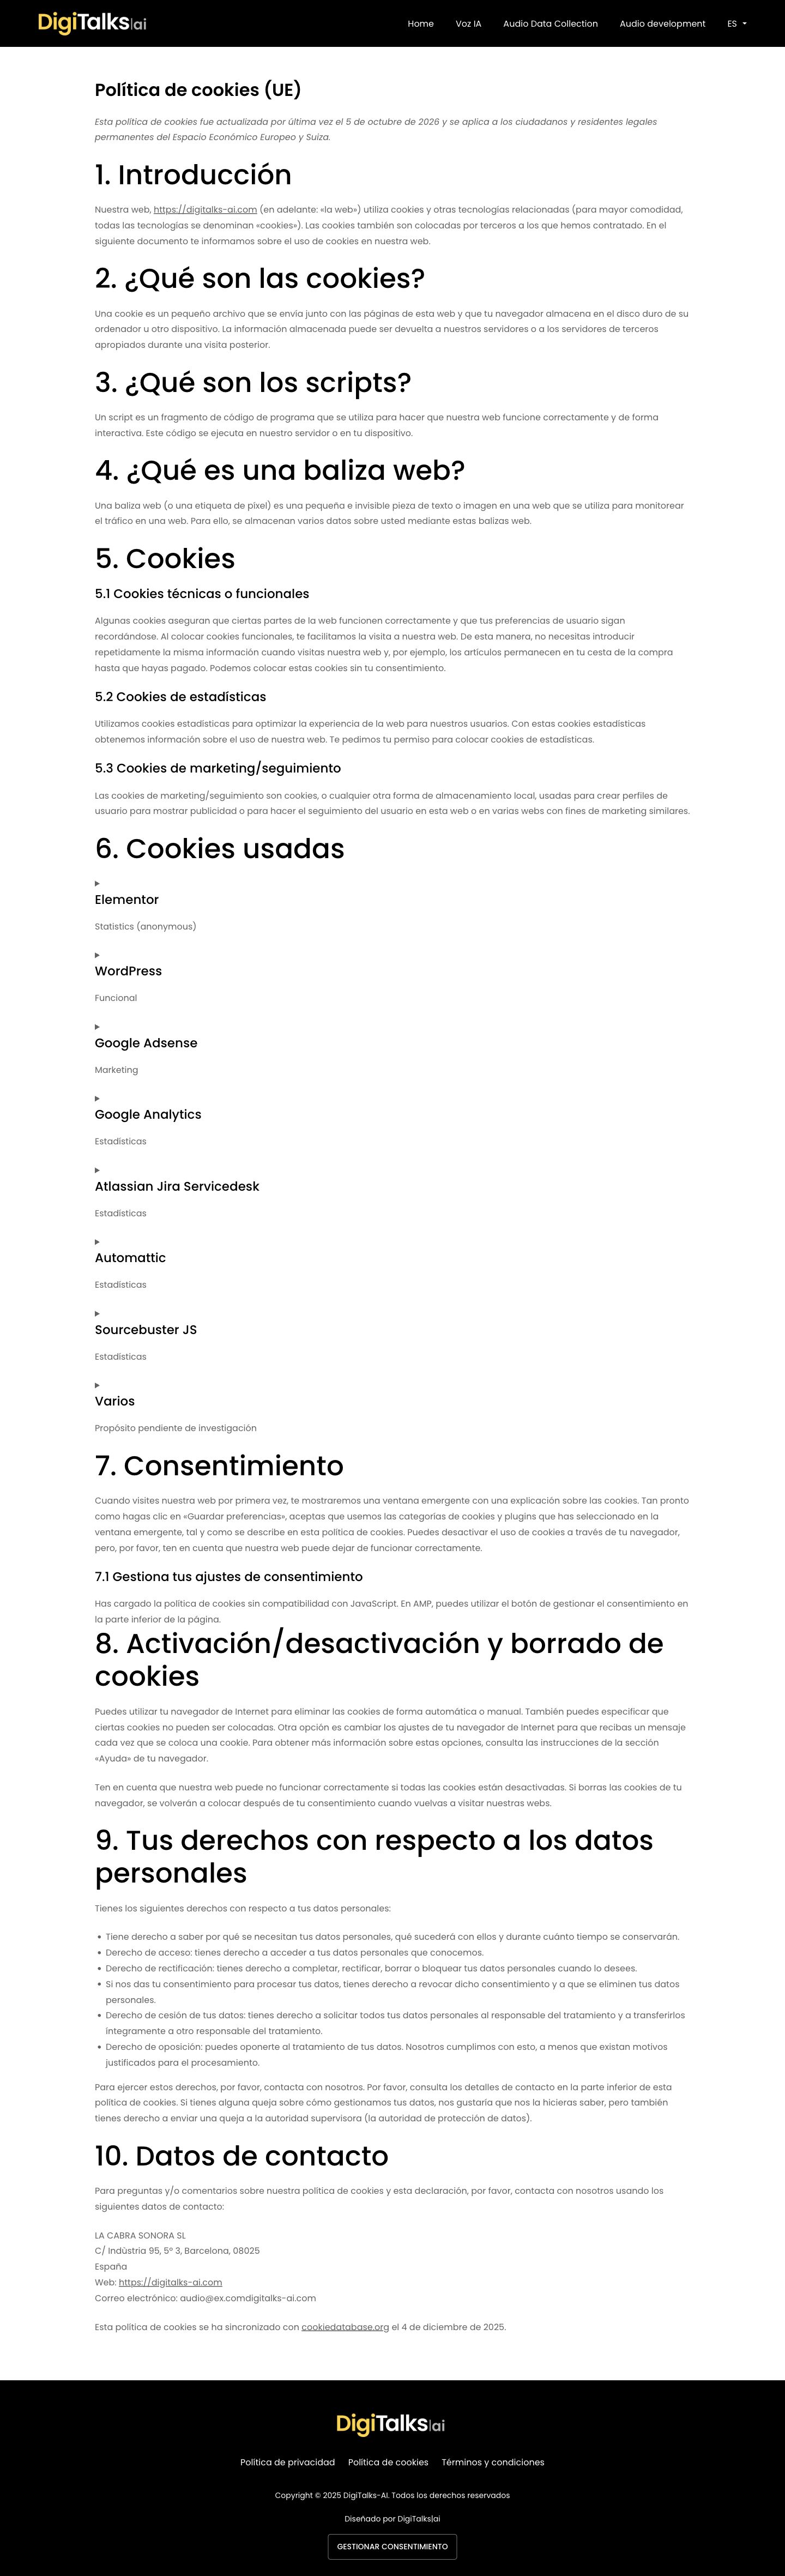 DigiTalks|ai
Home
Voz IA
Audio Data Collection
Audio development
ES
Política de cookies (UE)
Esta política de cookies fue actualizada por última vez el 5 de octubre de 2026 y se aplica a los ciudadanos y residentes legales
permanentes del Espacio Económico Europeo y Suiza.
1. Introducción
Nuestra web, https://digitalks-ai.com (en adelante: «la web») utiliza cookies y otras tecnologías relacionadas (para mayor comodidad,
todas las tecnologías se denominan «cookies»). Las cookies también son colocadas por terceros a los que hemos contratado. En el
siguiente documento te informamos sobre el uso de cookies en nuestra web.
2. ¿Qué son las cookies?
Una cookie es un pequeño archivo que se envía junto con las páginas de esta web y que tu navegador almacena en el disco duro de su
ordenador u otro dispositivo. La información almacenada puede ser devuelta a nuestros servidores o a los servidores de terceros
apropiados durante una visita posterior.
3. ¿Qué son los scripts?
Un script es un fragmento de código de programa que se utiliza para hacer que nuestra web funcione correctamente y de forma
interactiva. Este código se ejecuta en nuestro servidor o en tu dispositivo.
4. ¿Qué es una baliza web?
Una baliza web (o una etiqueta de píxel) es una pequeña e invisible pieza de texto o imagen en una web que se utiliza para monitorear
el tráfico en una web. Para ello, se almacenan varios datos sobre usted mediante estas balizas web.
5. Cookies
5.1 Cookies técnicas o funcionales
Algunas cookies aseguran que ciertas partes de la web funcionen correctamente y que tus preferencias de usuario sigan
recordándose. Al colocar cookies funcionales, te facilitamos la visita a nuestra web. De esta manera, no necesitas introducir
repetidamente la misma información cuando visitas nuestra web y, por ejemplo, los artículos permanecen en tu cesta de la compra
hasta que hayas pagado. Podemos colocar estas cookies sin tu consentimiento.
5.2 Cookies de estadísticas
Utilizamos cookies estadísticas para optimizar la experiencia de la web para nuestros usuarios. Con estas cookies estadísticas
obtenemos información sobre el uso de nuestra web. Te pedimos tu permiso para colocar cookies de estadísticas.
5.3 Cookies de marketing/seguimiento
Las cookies de marketing/seguimiento son cookies, o cualquier otra forma de almacenamiento local, usadas para crear perfiles de
usuario para mostrar publicidad o para hacer el seguimiento del usuario en esta web o en varias webs con fines de marketing similares.
6. Cookies usadas
Elementor
Statistics (anonymous)
WordPress
Funcional
Google Adsense
Marketing
Google Analytics
Estadísticas
Atlassian Jira Servicedesk
Estadísticas
Automattic
Estadísticas
Sourcebuster JS
Estadísticas
Varios
Propósito pendiente de investigación
7. Consentimiento
Cuando visites nuestra web por primera vez, te mostraremos una ventana emergente con una explicación sobre las cookies. Tan pronto
como hagas clic en «Guardar preferencias», aceptas que usemos las categorías de cookies y plugins que has seleccionado en la
ventana emergente, tal y como se describe en esta política de cookies. Puedes desactivar el uso de cookies a través de tu navegador,
pero, por favor, ten en cuenta que nuestra web puede dejar de funcionar correctamente.
7.1 Gestiona tus ajustes de consentimiento
Has cargado la política de cookies sin compatibilidad con JavaScript. En AMP, puedes utilizar el botón de gestionar el consentimiento en
la parte inferior de la página.
8. Activación/desactivación y borrado de
cookies
Puedes utilizar tu navegador de Internet para eliminar las cookies de forma automática o manual. También puedes especificar que
ciertas cookies no pueden ser colocadas. Otra opción es cambiar los ajustes de tu navegador de Internet para que recibas un mensaje
cada vez que se coloca una cookie. Para obtener más información sobre estas opciones, consulta las instrucciones de la sección
«Ayuda» de tu navegador.
Ten en cuenta que nuestra web puede no funcionar correctamente si todas las cookies están desactivadas. Si borras las cookies de tu
navegador, se volverán a colocar después de tu consentimiento cuando vuelvas a visitar nuestras webs.
9. Tus derechos con respecto a los datos
personales
Tienes los siguientes derechos con respecto a tus datos personales:
• Tiene derecho a saber por qué se necesitan tus datos personales, qué sucederá con ellos y durante cuánto tiempo se conservarán.
• Derecho de acceso: tienes derecho a acceder a tus datos personales que conocemos.
• Derecho de rectificación: tienes derecho a completar, rectificar, borrar o bloquear tus datos personales cuando lo desees.
• Si nos das tu consentimiento para procesar tus datos, tienes derecho a revocar dicho consentimiento y a que se eliminen tus datos
personales.
• Derecho de cesión de tus datos: tienes derecho a solicitar todos tus datos personales al responsable del tratamiento y a transferirlos
íntegramente a otro responsable del tratamiento.
• Derecho de oposición: puedes oponerte al tratamiento de tus datos. Nosotros cumplimos con esto, a menos que existan motivos
justificados para el procesamiento.
Para ejercer estos derechos, por favor, contacta con nosotros. Por favor, consulta los detalles de contacto en la parte inferior de esta
política de cookies. Si tienes alguna queja sobre cómo gestionamos tus datos, nos gustaría que nos la hicieras saber, pero también
tienes derecho a enviar una queja a la autoridad supervisora (la autoridad de protección de datos).
10. Datos de contacto
Para preguntas y/o comentarios sobre nuestra política de cookies y esta declaración, por favor, contacta con nosotros usando los
siguientes datos de contacto:
LA CABRA SONORA SL
C/ Indústria 95, 5º 3, Barcelona, 08025
España
Web: https://digitalks-ai.com
Correo electrónico: audio@ex.comdigitalks-ai.com
Esta política de cookies se ha sincronizado con cookiedatabase.org el 4 de diciembre de 2025.
DigiTalks|ai
Política de privacidad
Política de cookies
Términos y condiciones
Copyright © 2025 DigiTalks-AI. Todos los derechos reservados
Diseñado por DigiTalks|ai
GESTIONAR CONSENTIMIENTO